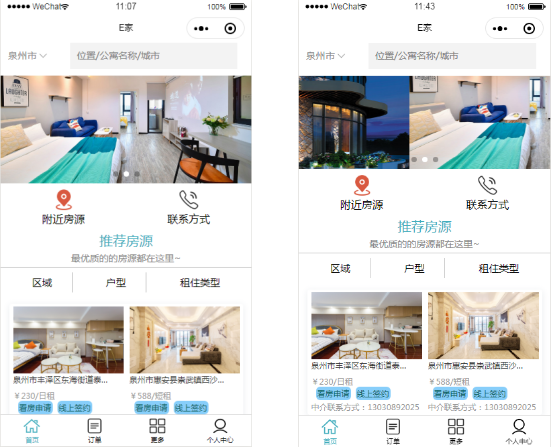 WeChat 11:07 100%
E家
泉州市 位置/公寓名称/城市
附近房源 联系方式
推荐房源
最优质的的房源都在这里~
区域 户型 租住类型
泉州市丰泽区东海街道泰... 泉州市惠安县崇武镇西沙...
￥230/日租 ￥588/短租
看房申请 线上签约 看房申请 线上签约
首页 订单 更多 个人中心
WeChat 11:43 100%
E家
泉州市 位置/公寓名称/城市
附近房源 联系方式
推荐房源
最优质的的房源都在这里~
区域 户型 租住类型
泉州市丰泽区东海街道泰... 泉州市惠安县崇武镇西沙...
￥230/日租 ￥588/短租
看房申请 线上签约 看房申请 线上签约
中介联系方式：13030892025 中介联系方式：13030892025
首页 订单 更多 个人中心